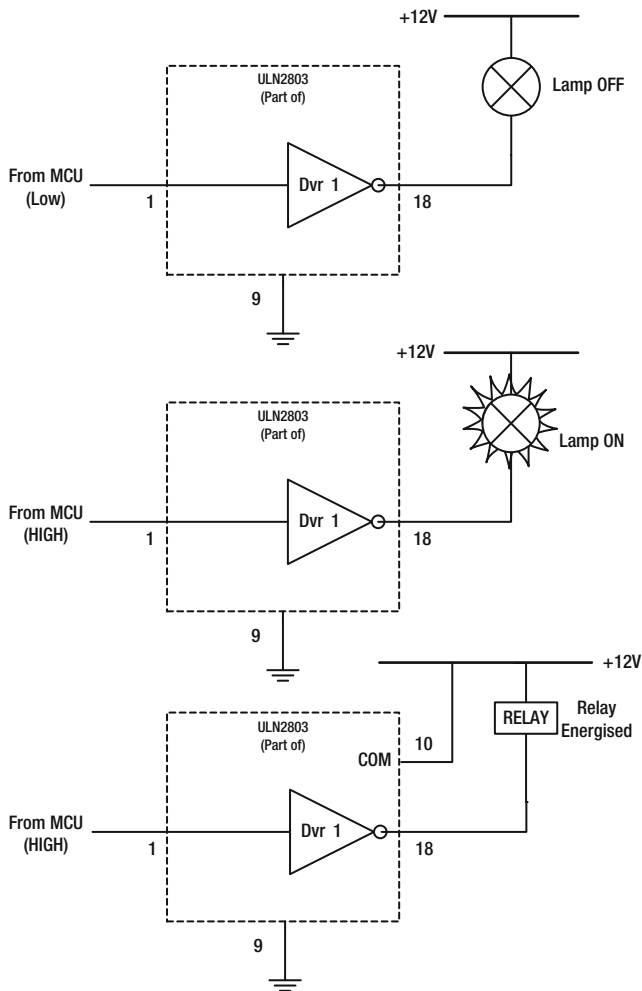 +12V
ULN2803
(Part of)
Lamp OFF
From MCU
(Low)
1
Dvr 1
18
9
+12V
ULN2803
(Part of)
Lamp ON
From MCU
(HIGH)
1
Dvr 1
18
9
+12V
ULN2803
(Part of)
RELAY
Relay
Energised
10
COM
From MCU
(HIGH)
1
Dvr 1
18
9